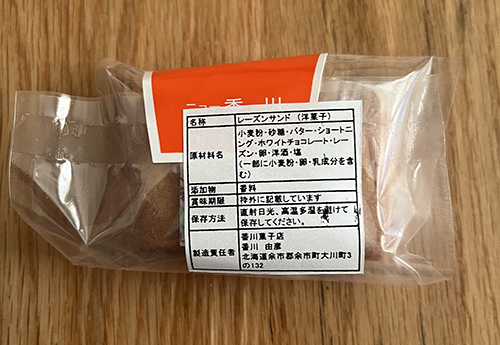 ニュー香川
名称 レーズンサンド (洋菓子)
原材料名 小麦粉・砂糖・バター・ショートニ
ング・ホワイトチョコレート・レー
ズン・卵・洋酒・塩
(一部に小麦粉・卵・乳成分を含
む)
添加物 香料
賞味期限 枠外に記載しています
保存方法 直射日光、高温多湿を避けて
保存してください。
製造責任者 香川菓子店
香川 由彦
北海道余市郡余市町大川町3
の132